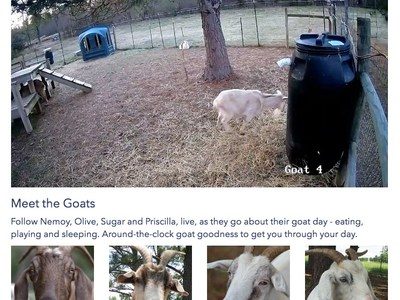 Goat 4
Meet the Goats
Follow Nemoy, Olive, Sugar and Priscilla, live, as they go about their goat day - eating,
playing and sleeping. Around-the-clock goat goodness to get you through your day.